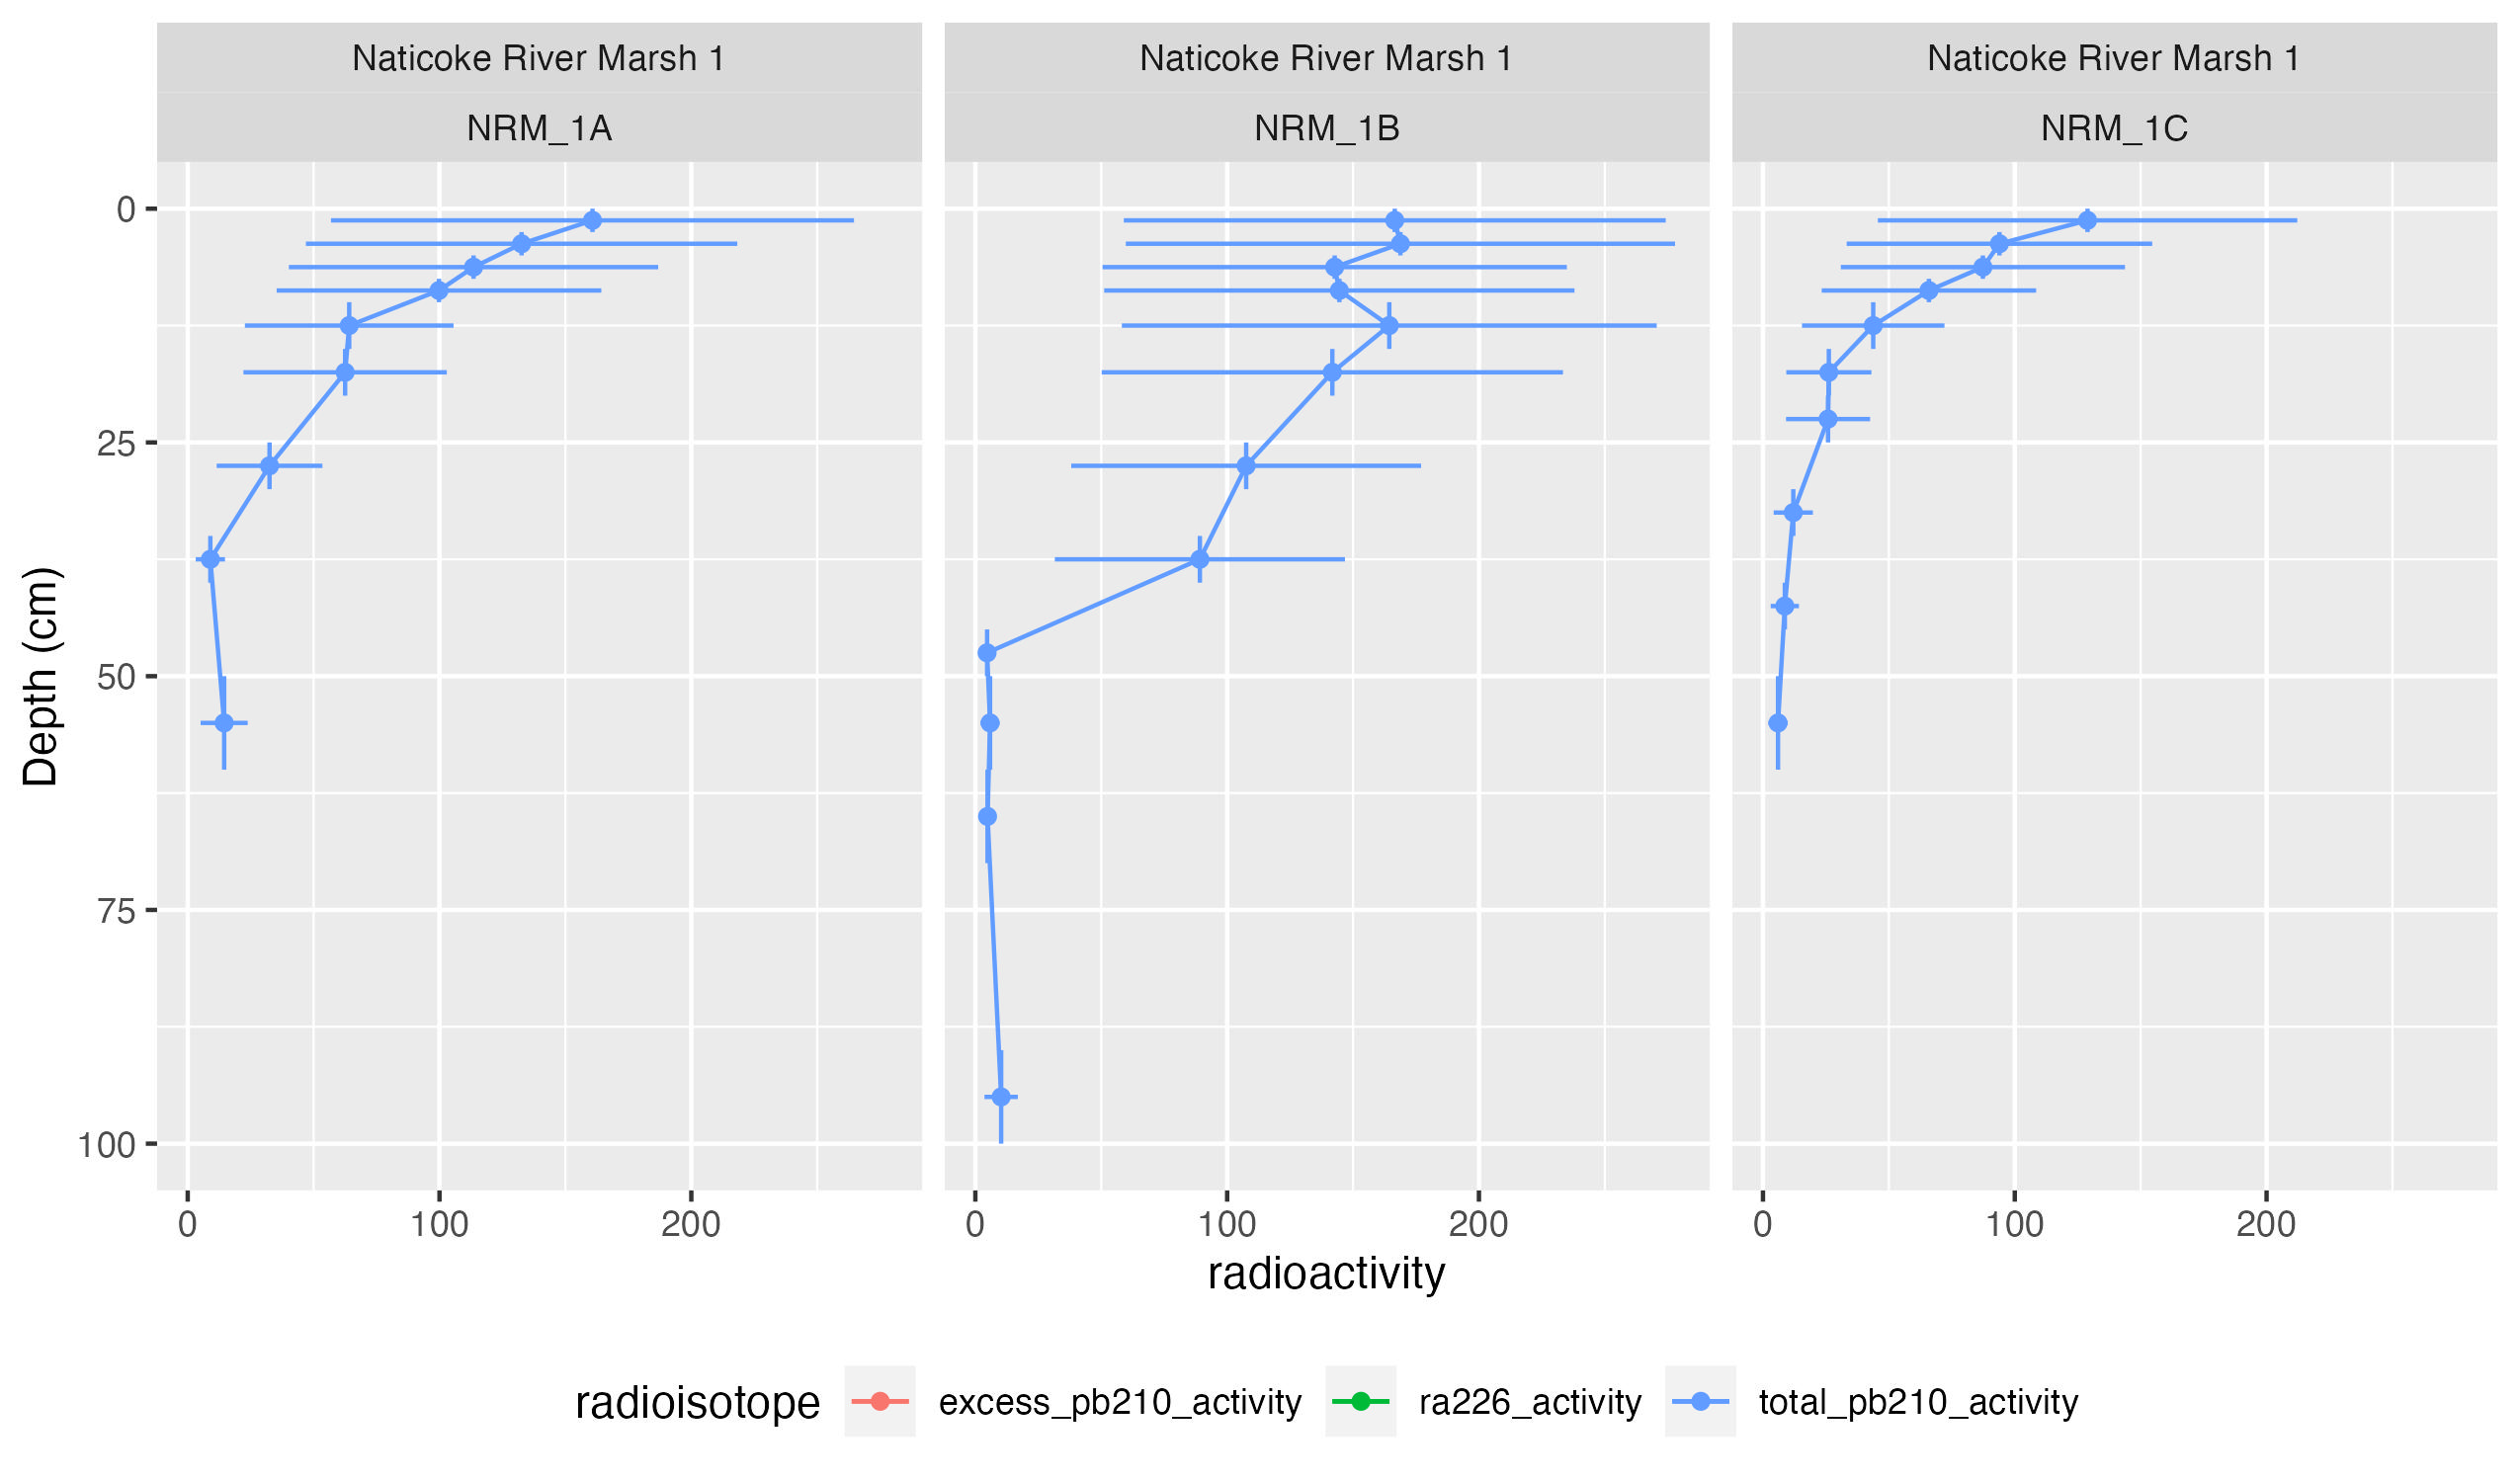 Naticoke River Marsh 1
Naticoke River Marsh 1
Naticoke River Marsh 1
NRM_1A
NRM_1B
NRM_1C
Depth (cm)
0
25
50
75
100
0
100
200
0
100
200
0
100
200
radioactivity
radioisotope
excess_pb210_activity
ra226_activity
total_pb210_activity